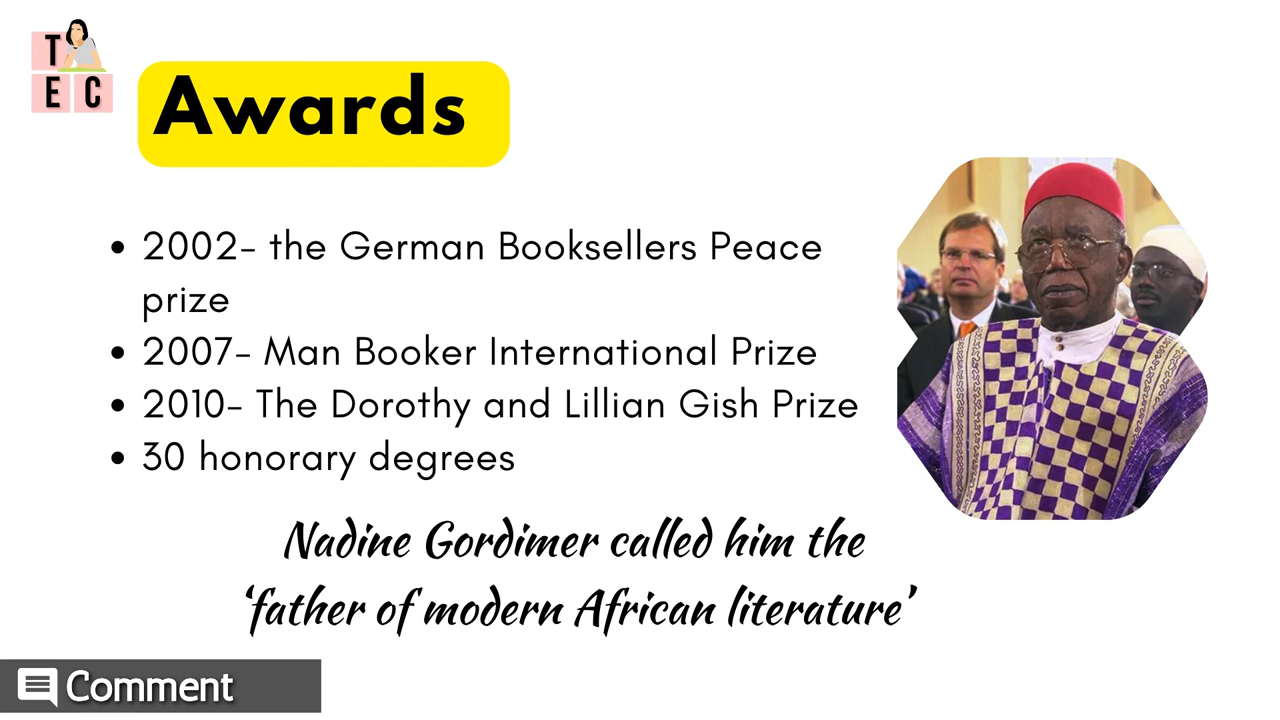 T
E C
Awards
• 2002- the German Booksellers Peace
prize
• 2007- Man Booker International Prize
• 2010- The Dorothy and Lillian Gish Prize
• 30 honorary degrees
Nadine Gordimer called him the
‘father of modern African literature’
Comment